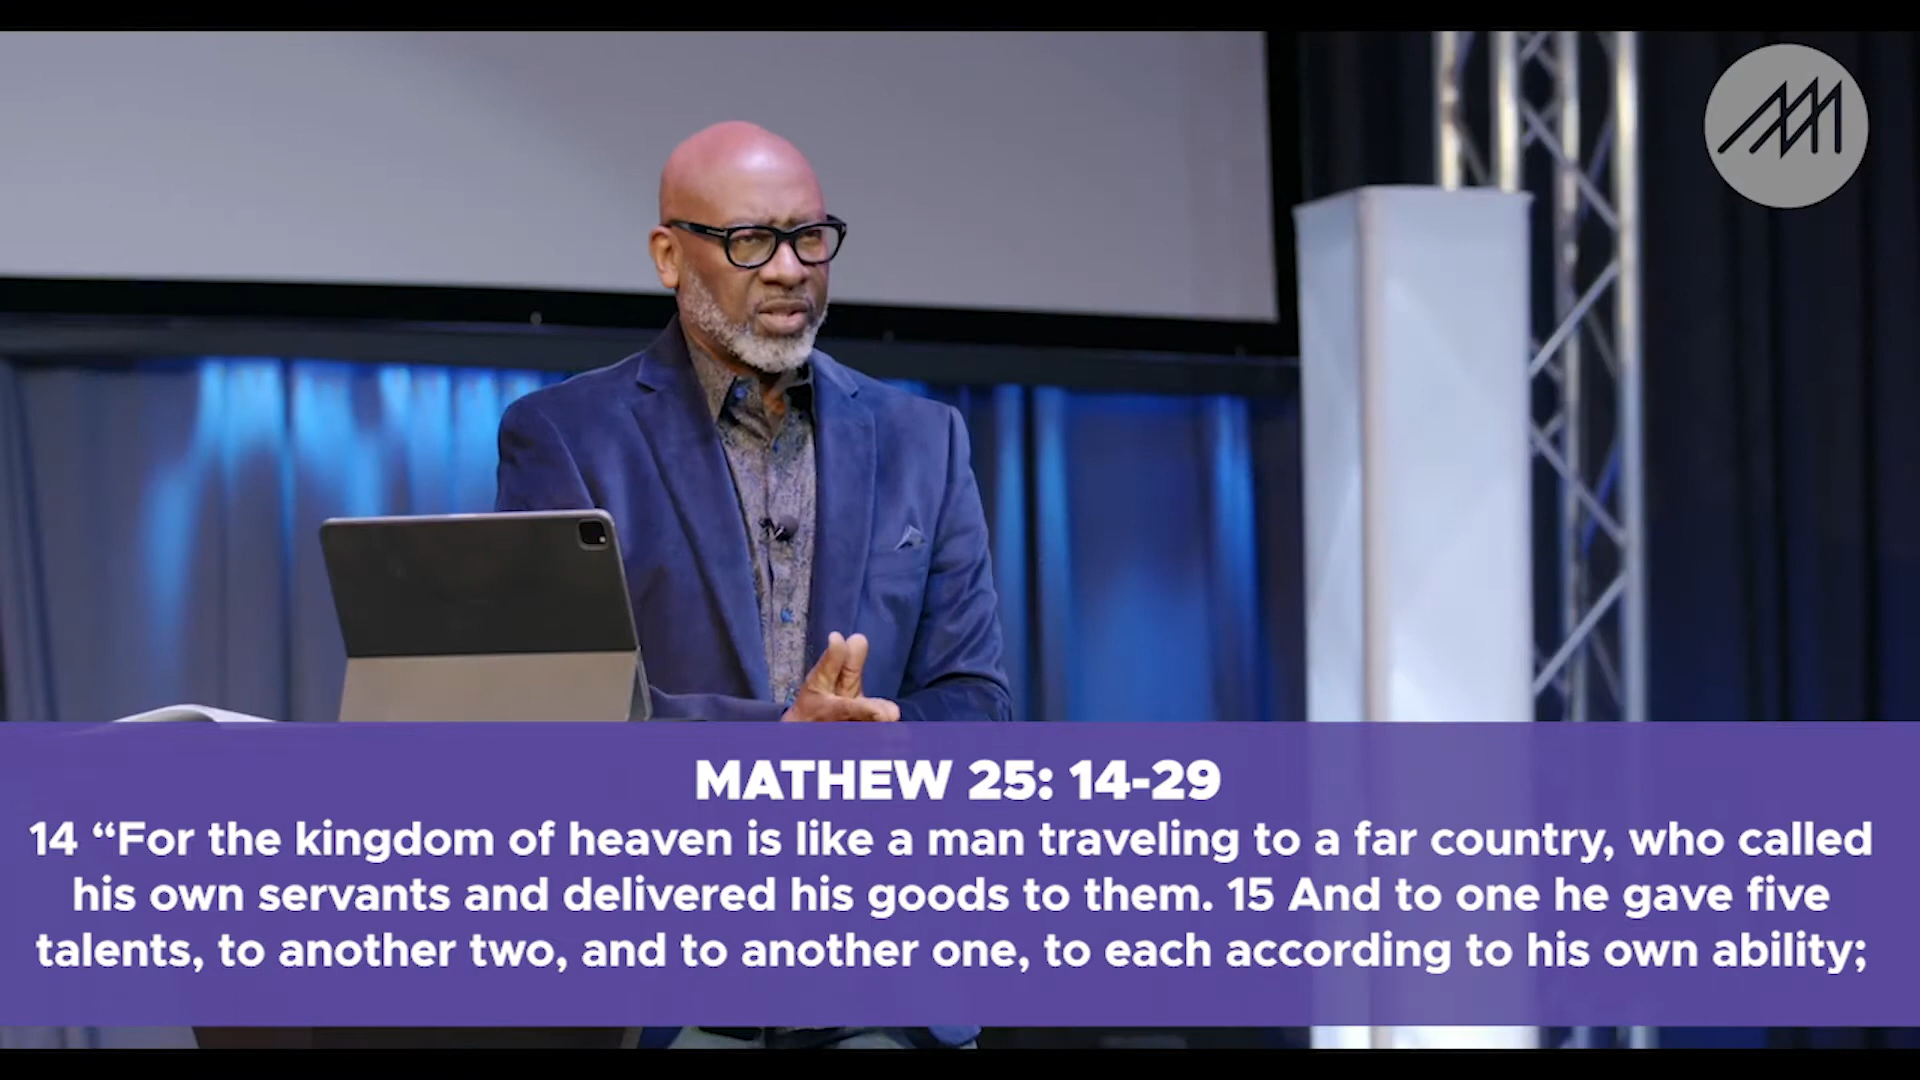 MATHEW 25: 14-29
14 “For the kingdom of heaven is like a man traveling to a far country, who called
his own servants and delivered his goods to them. 15 And to one he gave five
talents, to another two, and to another one, to each according to his own ability;